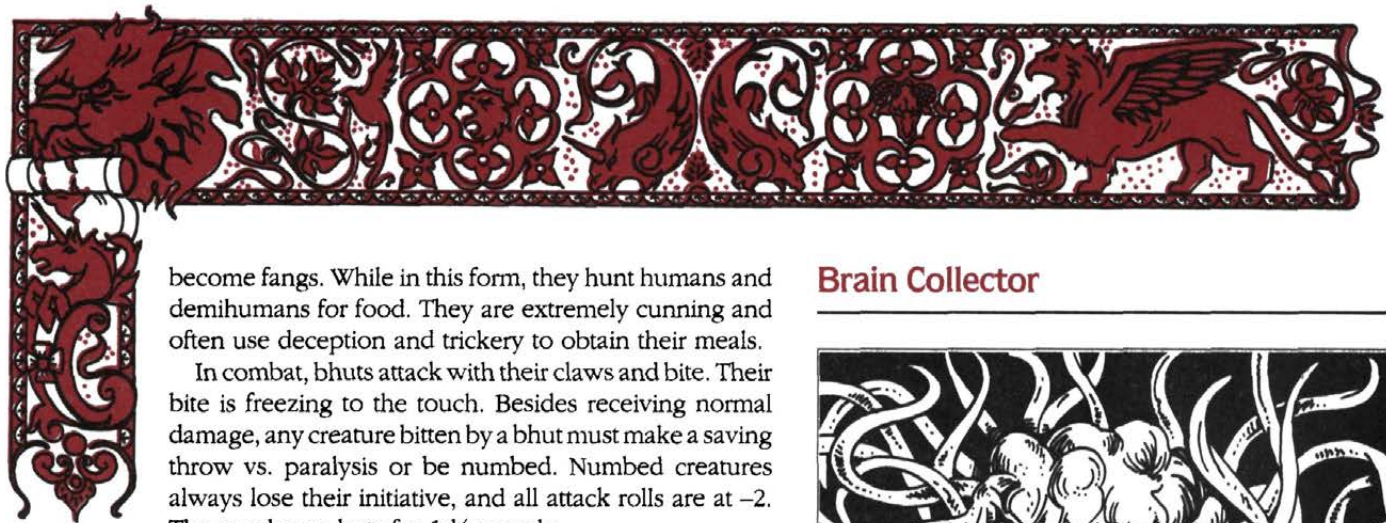 become fangs. While in this form, they hunt humans and
demihumans for food. They are extremely cunning and
often use deception and trickery to obtain their meals.
In combat, bhuts attack with their claws and bite. Their
bite is freezing to the touch. Besides receiving normal
damage, any creature bitten by a bhut must make a saving
throw vs. paralysis or be numbed. Numbed creatures
always lose their initiative, and all attack rolls are at –2.
Brain Collector